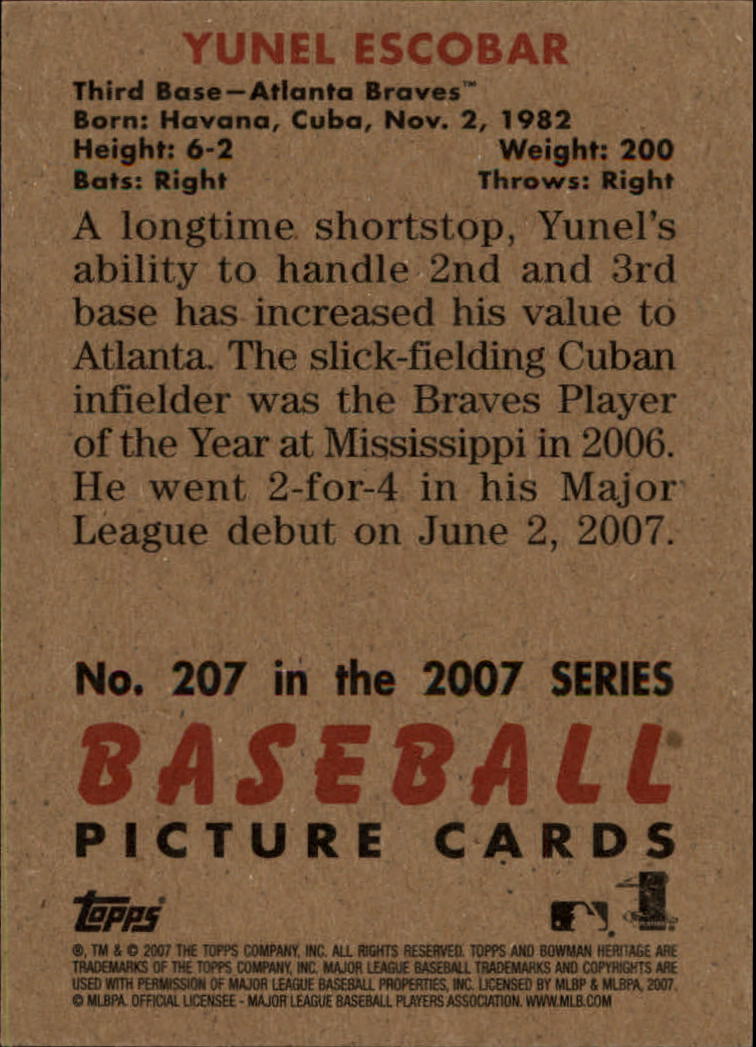 YUNEL ESCOBAR
Third Base—Atlanta Braves™
Born: Havana, Cuba, Nov. 2, 1982
Height: 6-2 Weight: 200
Bats: Right Throws: Right
A longtime shortstop, Yunel's
ability to handle 2nd and 3rd
base has increased his value to
Atlanta. The slick-fielding Cuban
infielder was the Braves Player
of the Year at Mississippi in 2006.
He went 2-for-4 in his Major
League debut on June 2, 2007.
No. 207 in the 2007 SERIES
BASEBALL
PICTURE CARDS
topps
®, TM & © 2007 THE TOPPS COMPANY, INC. ALL RIGHTS RESERVED. TOPPS AND BOWMAN HERITAGE ARE
TRADEMARKS OF THE TOPPS COMPANY, INC. MAJOR LEAGUE BASEBALL TRADEMARKS AND COPYRIGHTS ARE
USED WITH PERMISSION OF MAJOR LEAGUE BASEBALL PROPERTIES, INC. LICENSED BY MLBP & MLBPA, 2007.
© MLBPA. OFFICIAL LICENSEE - MAJOR LEAGUE BASEBALL PLAYERS ASSOCIATION. WWW.MLB.COM